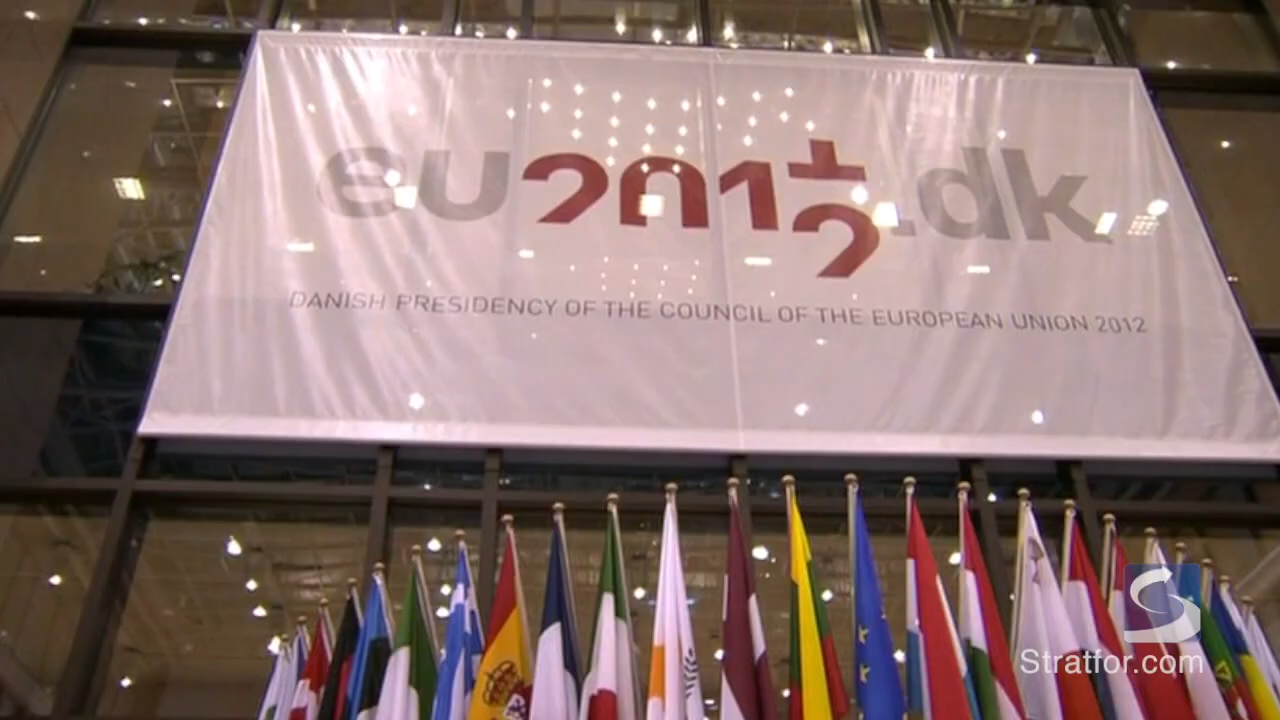 eu2012.dk
DANISH PRESIDENCY OF THE COUNCIL OF THE EUROPEAN UNION 2012
Stratfor.com